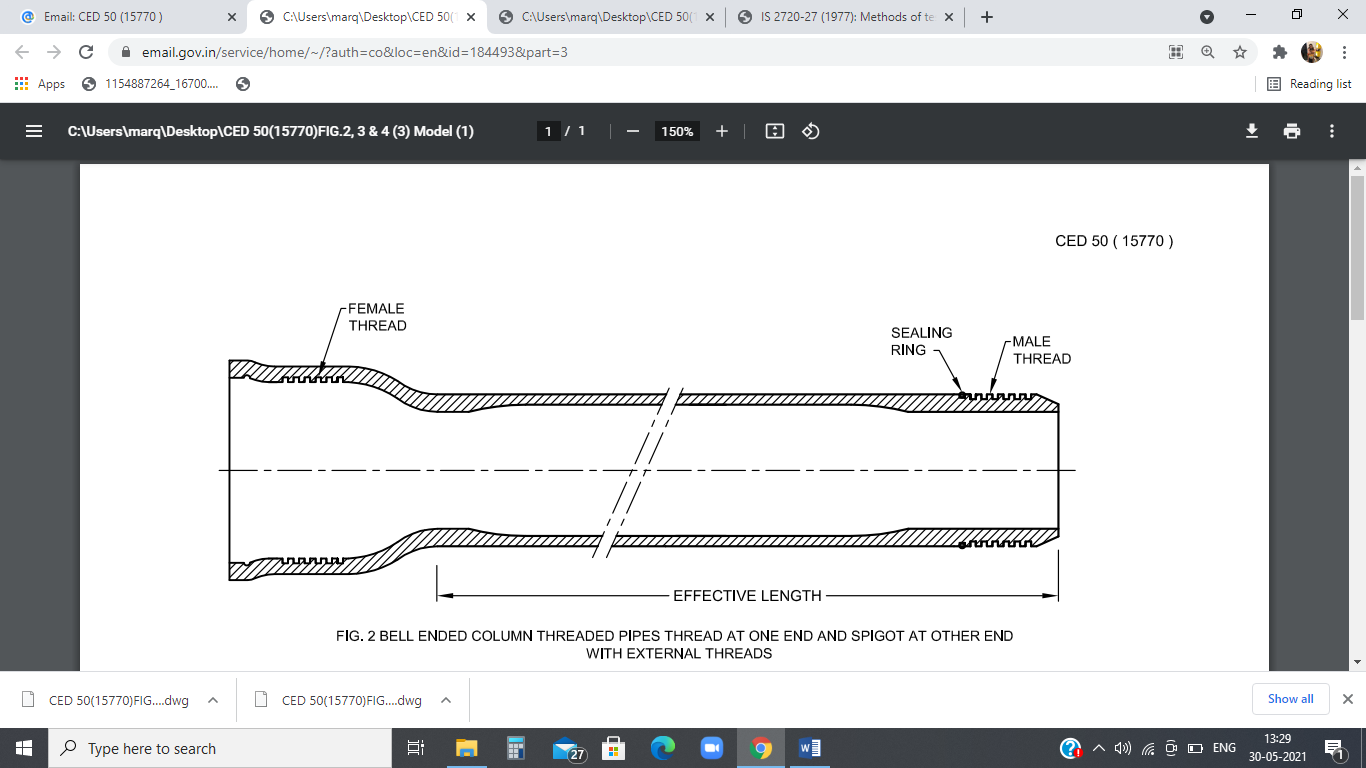 Email: CED 50 (15770 )
C:\Users\marq\Desktop\CED 50(
C:\Users\marq\Desktop\CED 50(
IS 2720-27 (1977): Methods of te
email.gov.in/service/home/~/?auth=co&loc=en&id=184493&part=3
Apps
1154887264_16700....
Reading list
C:\Users\marq\Desktop\CED 50(15770)FIG.2, 3 & 4 (3) Model (1)
1 / 1
150%
CED 50 ( 15770 )
FEMALE
THREAD
SEALING
RING
MALE
THREAD
EFFECTIVE LENGTH
FIG. 2 BELL ENDED COLUMN THREADED PIPES THREAD AT ONE END AND SPIGOT AT OTHER END
WITH EXTERNAL THREADS
CED 50(15770)FIG....dwg
CED 50(15770)FIG....dwg
Show all
Type here to search
27
W
ENG
13:29
30-05-2021
1